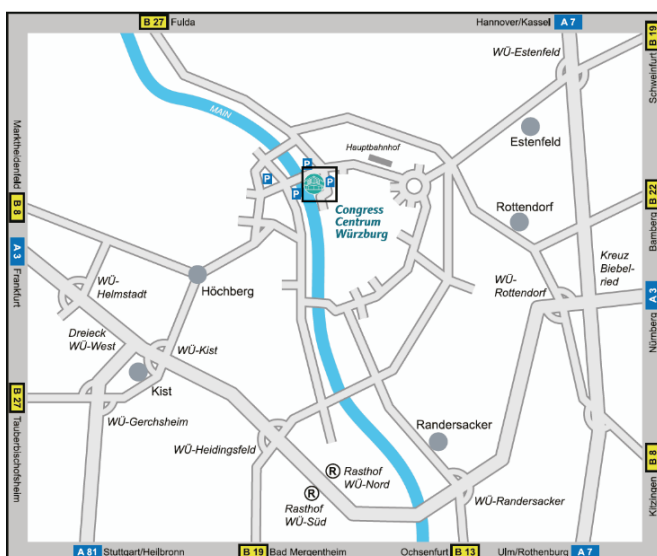 B 27 Fulda
Hannover/Kassel A 7
B 19
Schweinfurt
WÜ-Estenfeld
MAIN
Marktheidenfeld
B 8
A 3
Frankfurt
Hauptbahnhof
Estenfeld
P
P
P
P
Congress
Centrum
Würzburg
Rottendorf
B 22
Bamberg
Kreuz
Biebel-
ried
WÜ-
Rottendorf
A 3
Nürnberg
WÜ-
Helmstadt
Höchberg
Dreieck
WÜ-West
WÜ-Kist
Kist
B 27
Tauberbischofsheim
WÜ-Gerchsheim
WÜ-Heidingsfeld
Randersacker
B 8
Kitzingen
R Rasthof
WÜ-Nord
R
Rasthof
WÜ-Süd
WÜ-Randersacker
A 81 Stuttgart/Heilbronn
B 19 Bad Mergentheim
Ochsenfurt B 13
Ulm/Rothenburg A 7